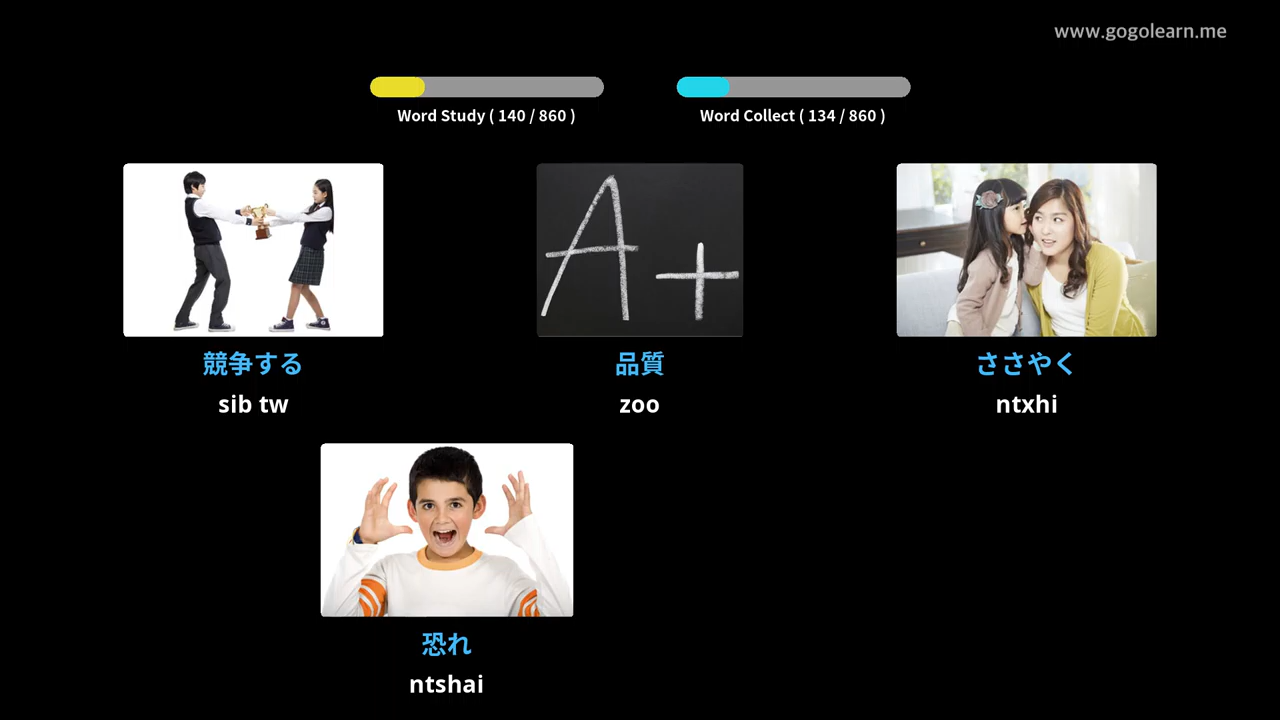 www.gogolearn.me
Word Study ( 140 / 860 )
Word Collect ( 134 / 860 )
A+
競争する
sib tw
品質
zoo
ささやく
ntxhi
恐れ
ntshai